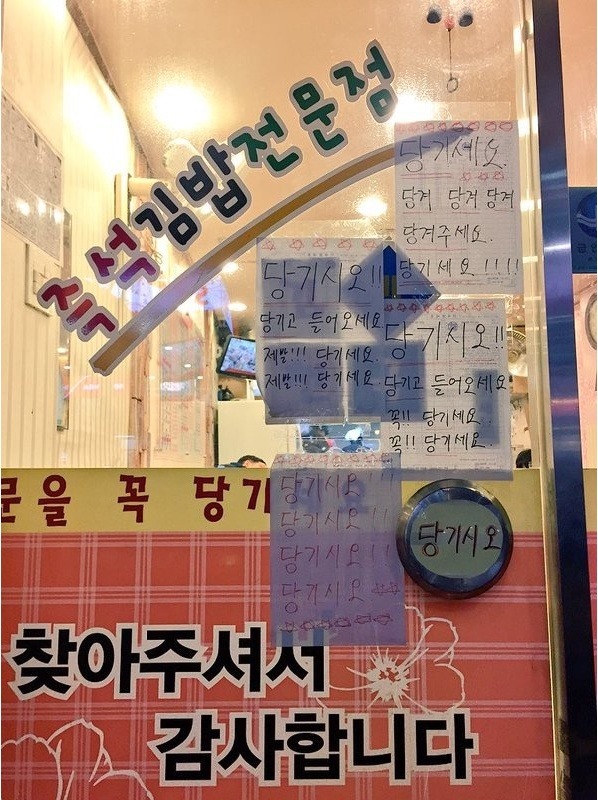 즉석김밥전문점
당기세요.
당겨 당겨 당겨
당겨주세요.
당기세요!!!!
당기시오!!
당기고 들어오세요
제발!!! 당기세요
제발!!! 당기세요.
당기시오!!
당기고 들어오세요
꼭!! 당기세요.
꼭!! 당기세요.
당기시오!!
당기시오!!
당기시오!!
당기시오
당기시오
문을 꼭 당기
찾아주셔서
감사합니다